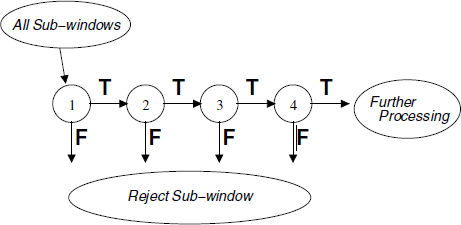 All Sub-windows
T T T T
1 2 3 4
Further
Processing
F F F F
Reject Sub-window